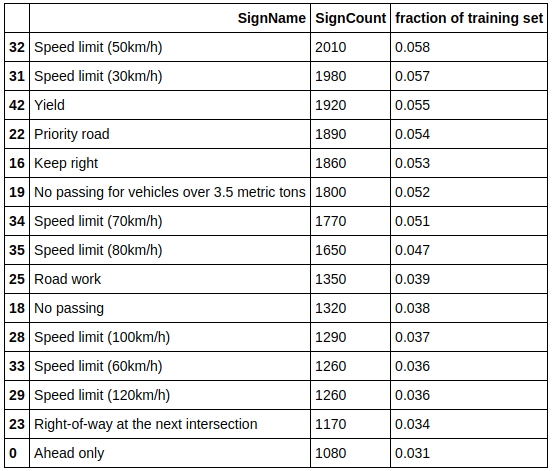 SignName SignCount fraction of training set
32 Speed limit (50km/h) 2010 0.058
31 Speed limit (30km/h) 1980 0.057
42 Yield 1920 0.055
22 Priority road 1890 0.054
16 Keep right 1860 0.053
19 No passing for vehicles over 3.5 metric tons 1800 0.052
34 Speed limit (70km/h) 1770 0.051
35 Speed limit (80km/h) 1650 0.047
25 Road work 1350 0.039
18 No passing 1320 0.038
28 Speed limit (100km/h) 1290 0.037
33 Speed limit (60km/h) 1260 0.036
29 Speed limit (120km/h) 1260 0.036
23 Right-of-way at the next intersection 1170 0.034
0 Ahead only 1080 0.031